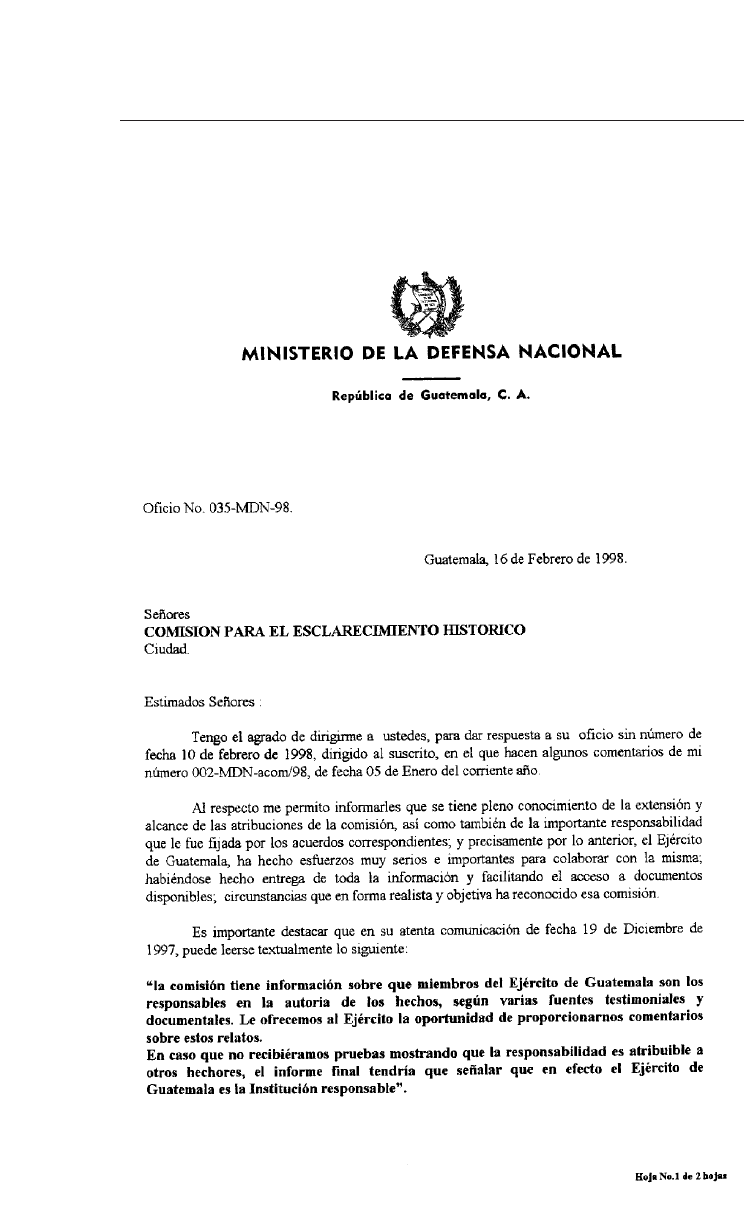 MINISTERIO DE LA DEFENSA NACIONAL
República de Guatemala, C. A.
Oficio No. 035-MDN-98.
Guatemala, 16 de Febrero de 1998.
Señores
COMISION PARA EL ESCLARECIMIENTO HISTORICO
Ciudad.
Estimados Señores :
Tengo el agrado de dirigirme a ustedes, para dar respuesta a su oficio sin número de
fecha 10 de febrero de 1998, dirigido al suscrito, en el que hacen algunos comentarios de mi
número 002-MDN-acom/98, de fecha 05 de Enero del corriente año.
Al respecto me permito informarles que se tiene pleno conocimiento de la extensión y
alcance de las atribuciones de la comisión, así como también de la importante responsabilidad
que le fue fijada por los acuerdos correspondientes; y precisamente por lo anterior, el Ejército
de Guatemala, ha hecho esfuerzos muy serios e importantes para colaborar con la misma;
habiéndose hecho entrega de toda la información y facilitando el acceso a documentos
disponibles; circunstancias que en forma realista y objetiva ha reconocido esa comisión.
Es importante destacar que en su atenta comunicación de fecha 19 de Diciembre de
1997, puede leerse textualmente lo siguiente:
“la comisión tiene información sobre que miembros del Ejército de Guatemala son los
responsables en la autoria de los hechos, según varias fuentes testimoniales y
documentales. Le ofrecemos al Ejército la oportunidad de proporcionarnos comentarios
sobre estos relatos.
En caso que no recibiéramos pruebas mostrando que la responsabilidad es atribuible a
otros hechores, el informe final tendría que señalar que en efecto el Ejército de
Guatemala es la Institución responsable”.
Hoja No.1 de 2 hojas